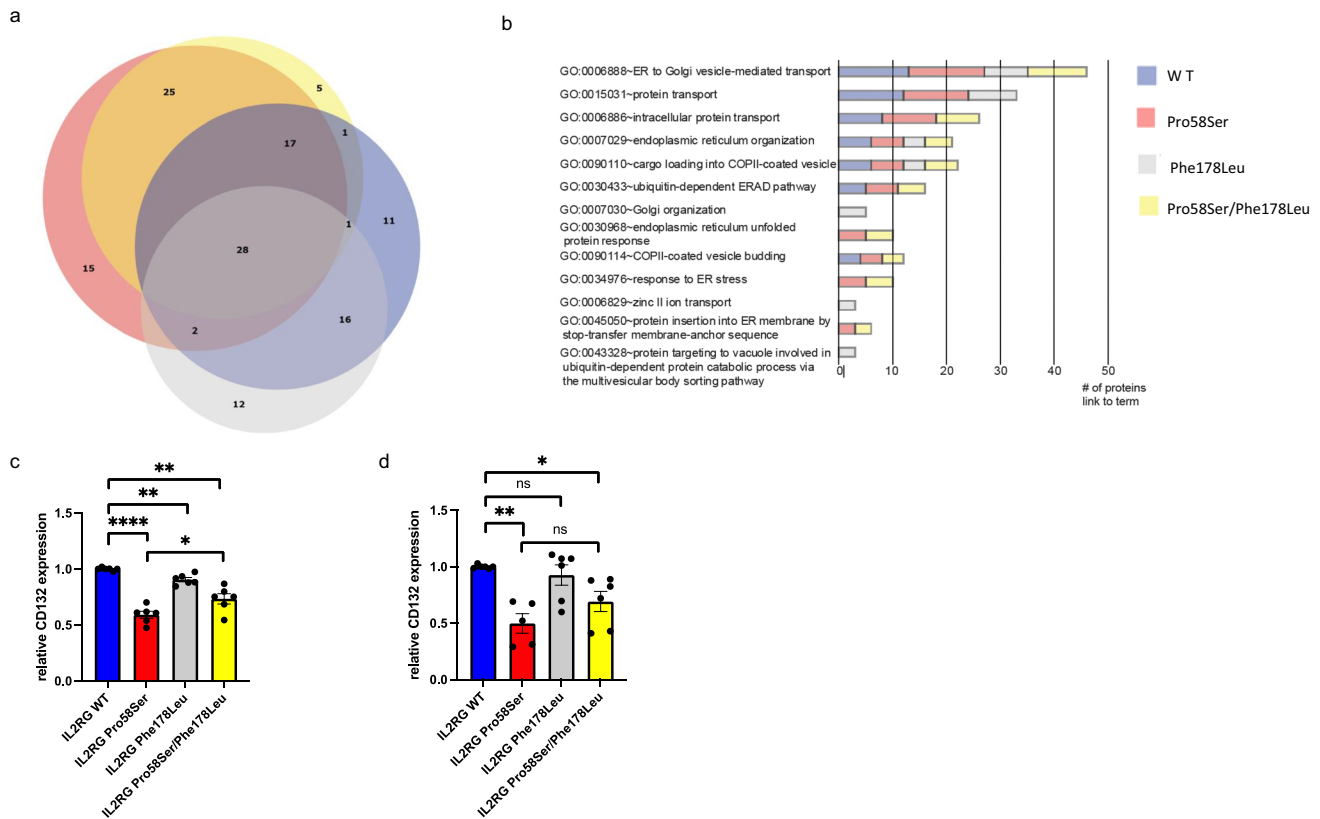 a
25
5
1
17
11
1
28
15
16
2
12
b
GO:0006888~ER to Golgi vesicle-mediated transport
GO:0015031~protein transport
GO:0006886~intracellular protein transport
GO:0007029~endoplasmic reticulum organization
GO:0090110~cargo loading into COPII-coated vesicle
GO:0030433~ubiquitin-dependent ERAD pathway
GO:0007030~Golgi organization
GO:0030968~endoplasmic reticulum unfolded
protein response
GO:0090114~COPII-coated vesicle budding
GO:0034976~response to ER stress
GO:0006829~zinc II ion transport
GO:0045050~protein insertion into ER membrane by
stop-transfer membrane-anchor sequence
GO:0043328~protein targeting to vacuole involved in
ubiquitin-dependent protein catabolic process via
the multivesicular body sorting pathway
0 10 20 30 40 50
# of proteins
link to term
W T
Pro58Ser
Phe178Leu
Pro58Ser/Phe178Leu
c
**
**
****
*
1.5
1.0
0.5
0.0
relative CD132 expression
IL2RG WT
IL2RG Pro58Ser
IL2RG Phe178Leu
IL2RG Pro58Ser/Phe178Leu
d
*
ns
**
ns
1.5
1.0
0.5
0.0
relative CD132 expression
IL2RG WT
IL2RG Pro58Ser
IL2RG Phe178Leu
IL2RG Pro58Ser/Phe178Leu